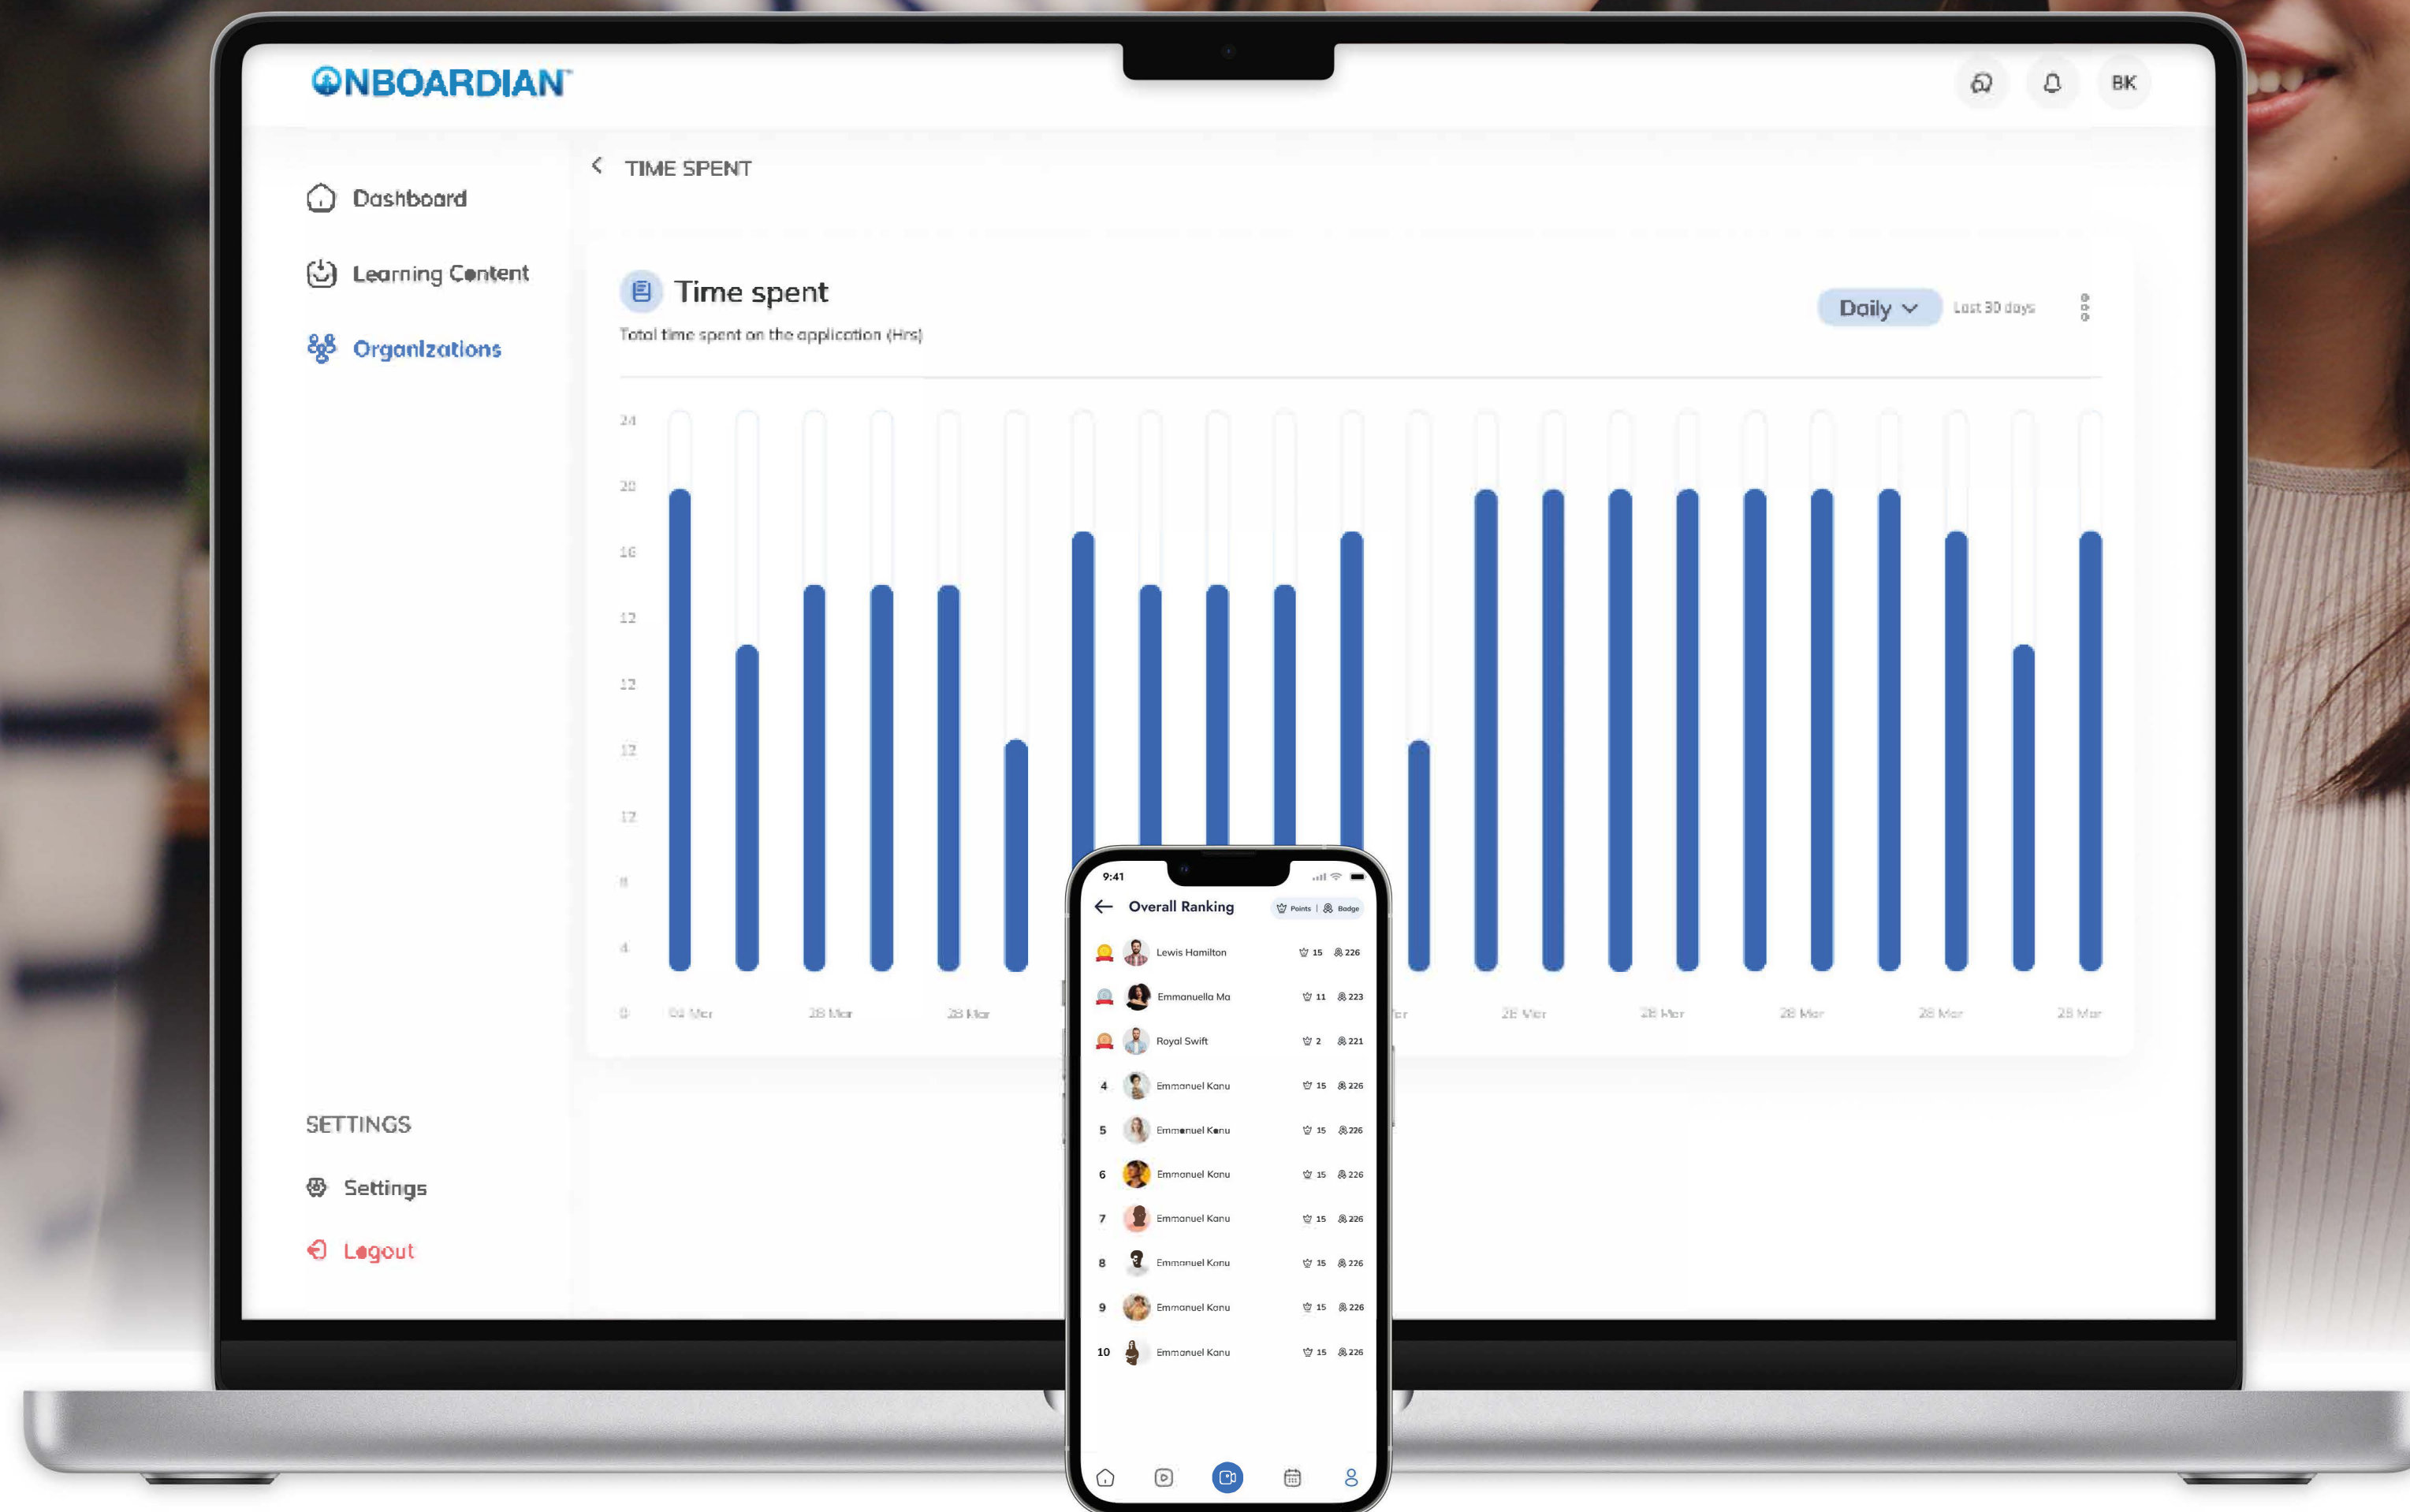 ONBOARDIAN™
BK
Dashboard
Learning Content
Organizations
TIME SPENT
Time spent
Total time spent on the application (Hrs)
Daily
Last 30 days
24
20
16
12
12
12
12
8
4
0
01 Mar
28 Mar
28 Mar
28 Mar
28 Mar
28 Mar
28 Mar
28 Mar
SETTINGS
Settings
Logout
9:41
Overall Ranking
Points | Badge
Lewis Hamilton 15 226
Emmanuella Ma 11 223
Royal Swift 2 221
4 Emmanuel Kanu 15 226
5 Emmanuel Kanu 15 226
6 Emmanuel Kanu 15 226
7 Emmanuel Kanu 15 226
8 Emmanuel Kanu 15 226
9 Emmanuel Kanu 15 226
10 Emmanuel Kanu 15 226